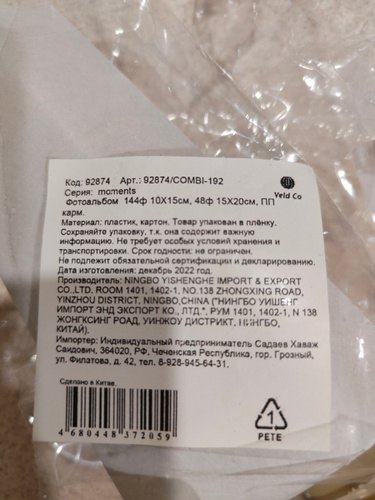 Код: 92874 Арт.: 92874/COMBI-192
Серия: moments
Veld Co
Фотоальбом 144ф 10Х15см, 48ф 15Х20см, ПП
карм.
Материал: пластик, картон. Товар упакован в плёнку.
Сохраняйте упаковку, т.к. она содержит важную
информацию. Не требует особых условий хранения и
транспортировки. Срок годности: не ограничен.
Не подлежит обязательной сертификации и декларированию.
Дата изготовления: декабрь 2022 год.
Производитель: NINGBO YISHENGHE IMPORT & EXPORT
CO.,LTD. ROOM 1401, 1402-1, NO.138 ZHONGXING ROAD,
YINZHOU DISTRICT, NINGBO,CHINA ("НИНГБО УИШЕНГ
ИМПОРТ ЭНД ЭКСПОРТ КО., ЛТД.", РУМ 1401, 1402-1, N 138
ЖОНГКСИНГ РОАД, УИНЖОУ ДИСТРИКТ, НИНГБО,
КИТАЙ).
Импортер: Индивидуальный предприниматель Садаев Хаваж
Саидович, 364020, РФ, Чеченская Республика, гор. Грозный,
ул. Филатова, д. 42, тел. 8-928-945-64-31.
Сделано в Китае.
4 680448 372059
1
PETE